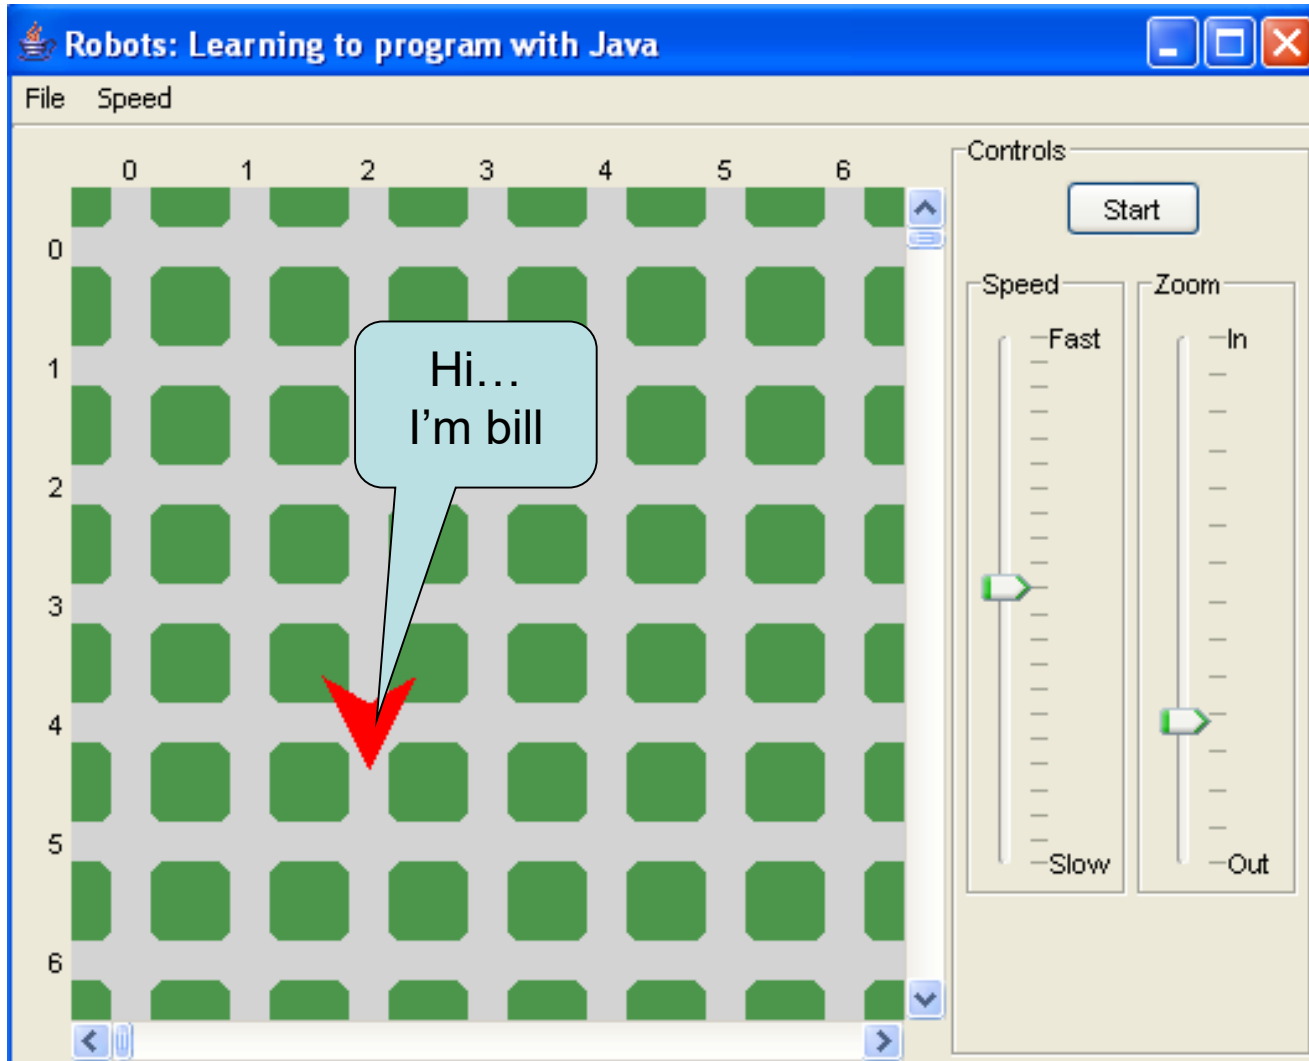 Robots: Learning to program with Java
File Speed
Controls
0 1 2 3 4 5 6
Start
0
Speed Zoom
Fast In
1
Hi…
I’m bill
2
3
4
5
Slow Out
6